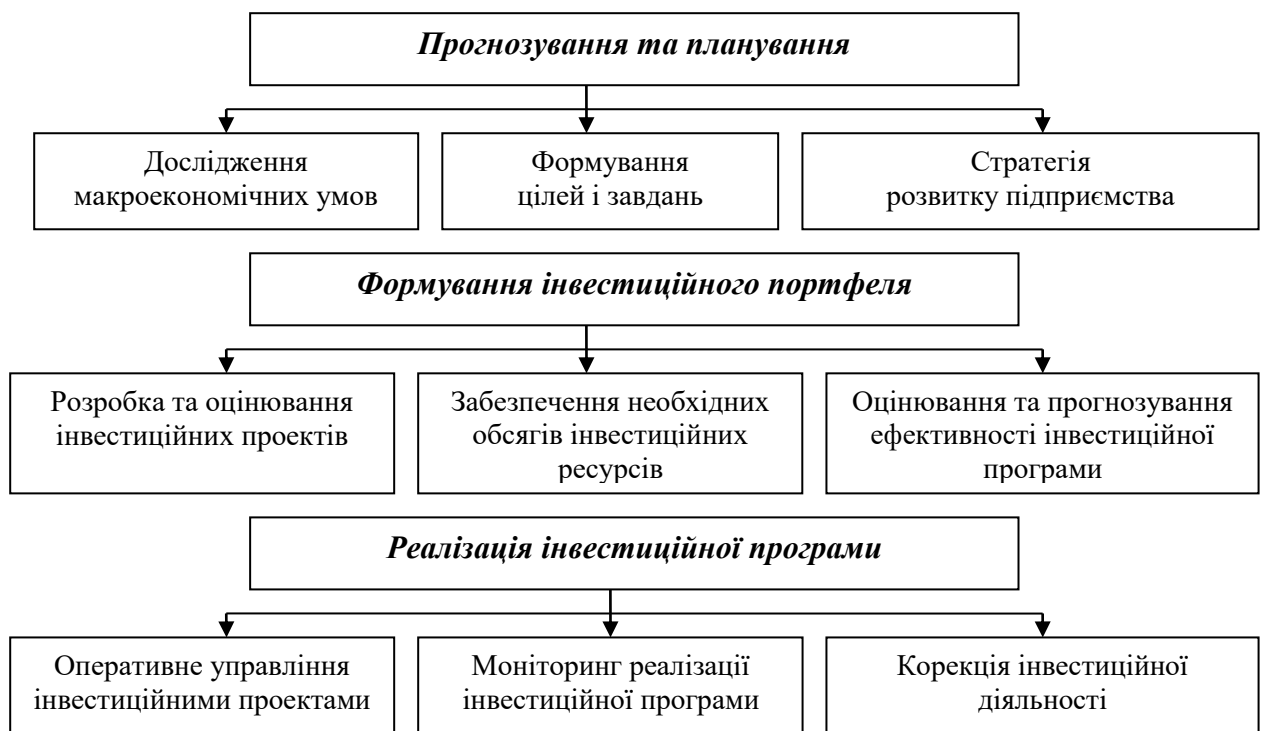 Прогнозування та планування
Дослідження
макроекономічних умов
Формування
цілей і завдань
Стратегія
розвитку підприємства
Формування інвестиційного портфеля
Розробка та оцінювання
інвестиційних проектів
Забезпечення необхідних
обсягів інвестиційних
ресурсів
Оцінювання та прогнозування
ефективності інвестиційної
програми
Реалізація інвестиційної програми
Оперативне управління
інвестиційними проектами
Моніторинг реалізації
інвестиційної програми
Корекція інвестиційної
діяльності